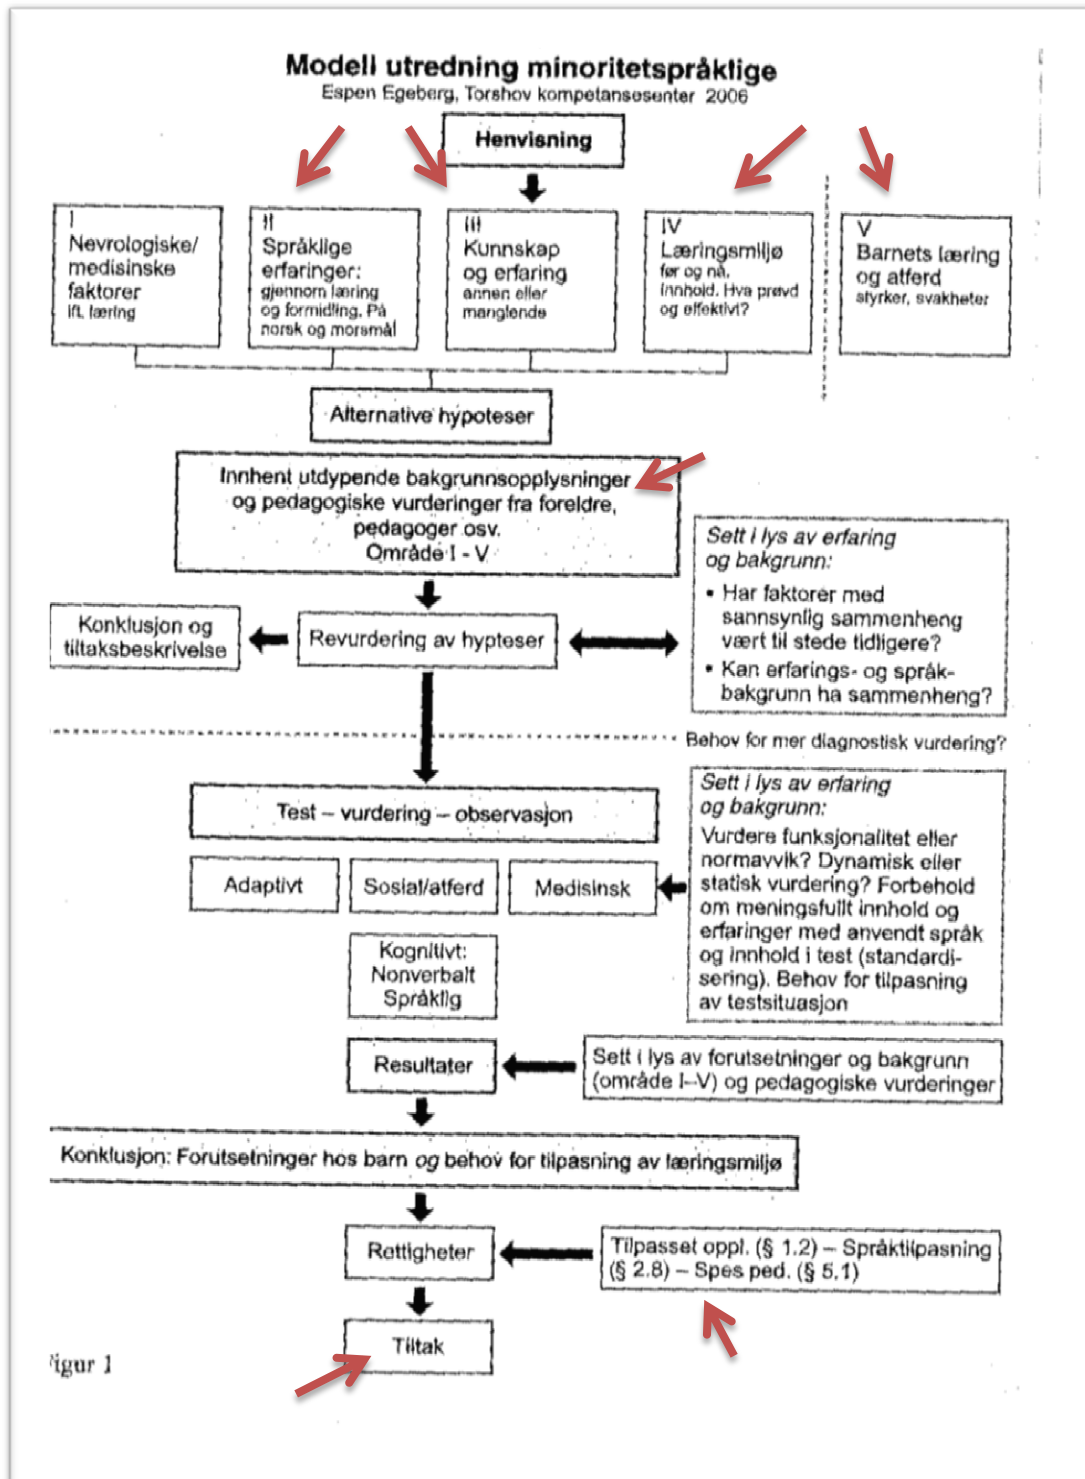 Modell utredning minoritetspråklige
Espen Egeberg, Torshov kompetansesenter 2006
Henvisning
I
Nevrologiske/
medisinske
faktorer
ift. læring
II
Språklige
erfaringer:
gjennom læring
og formidling. På
norsk og morsmål
III
Kunnskap
og erfaring
annen eller
manglende
IV
Læringsmiljø
før og nå,
innhold. Hva prøvd
og effektivt?
V
Barnets læring
og atferd
styrker, svakheter
Alternative hypoteser
Innhent utdypende bakgrunnsopplysninger
og pedagogiske vurderinger fra foreldre,
pedagoger osv.
Område I - V
Sett i lys av erfaring
og bakgrunn:
• Har faktorer med
sannsynlig sammenheng
vært til stede tidligere?
• Kan erfarings- og språk-
bakgrunn ha sammenheng?
Konklusjon og
tiltaksbeskrivelse
Revurdering av hypteser
Behov for mer diagnostisk vurdering?
Test – vurdering – observasjon
Adaptivt
Sosial/atferd
Medisinsk
Kognitivt:
Nonverbalt
Språklig
Sett i lys av erfaring
og bakgrunn:
Vurdere funksjonalitet eller
normavvik? Dynamisk eller
statisk vurdering? Forbehold
om meningsfullt innhold og
erfaringer med anvendt språk
og innhold i test (standardi-
sering). Behov for tilpasning
av testsituasjon
Resultater
Sett i lys av forutsetninger og bakgrunn
(område I–V) og pedagogiske vurderinger
Konklusjon: Forutsetninger hos barn og behov for tilpasning av læringsmiljø
Rettigheter
Tilpasset oppl. (§ 1.2) – Språktilpasning
(§ 2.8) – Spes ped. (§ 5.1)
Tiltak
Figur 1